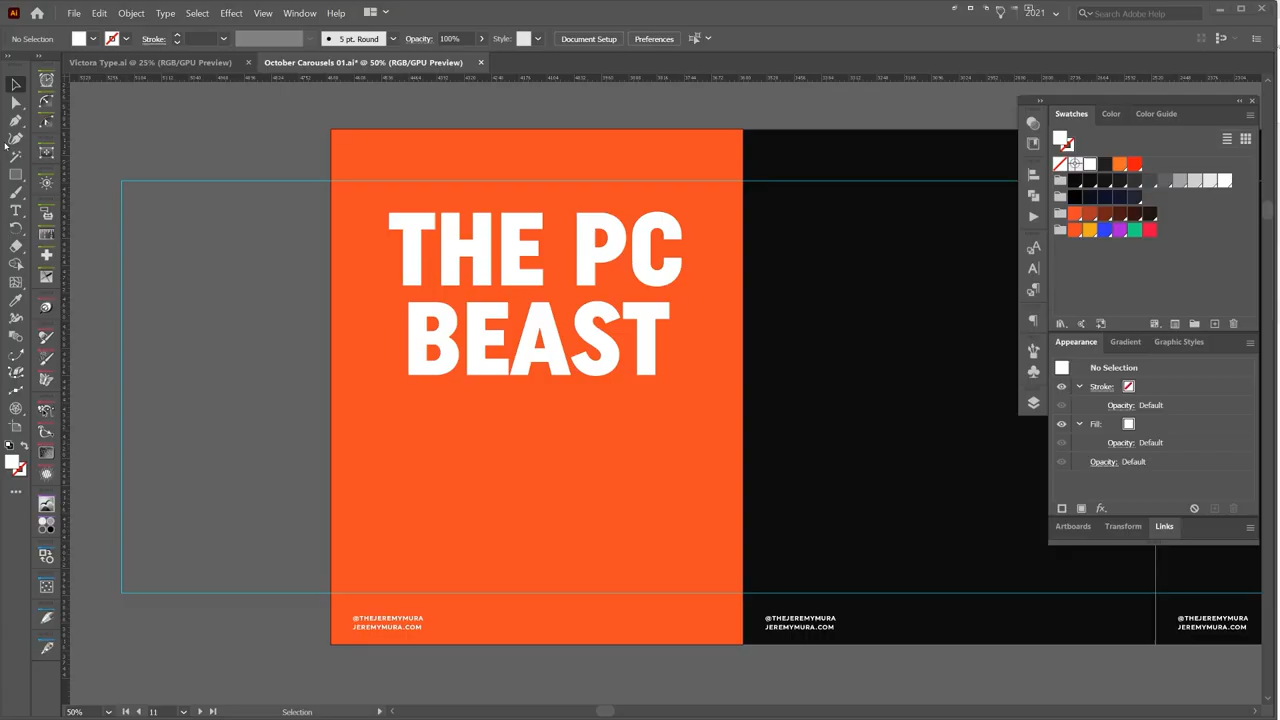 Ai
File Edit Object Type Select Effect View Window Help
2021
Search Adobe Help
No Selection
Stroke:
5 pt. Round
Opacity: 100%
Style:
Document Setup
Preferences
Victora Type.ai @ 25% (RGB/GPU Preview)
October Carousels 01.ai* @ 50% (RGB/GPU Preview)
THE PC
BEAST
@THEJEREMYMURA
JEREMYMURA.COM
@THEJEREMYMURA
JEREMYMURA.COM
@THEJEREMYMURA
JEREMYMURA.COM
Swatches Color Color Guide
Appearance Gradient Graphic Styles
No Selection
Stroke:
Opacity: Default
Fill:
Opacity: Default
Opacity: Default
fx
Artboards Transform Links
50%
11
Selection